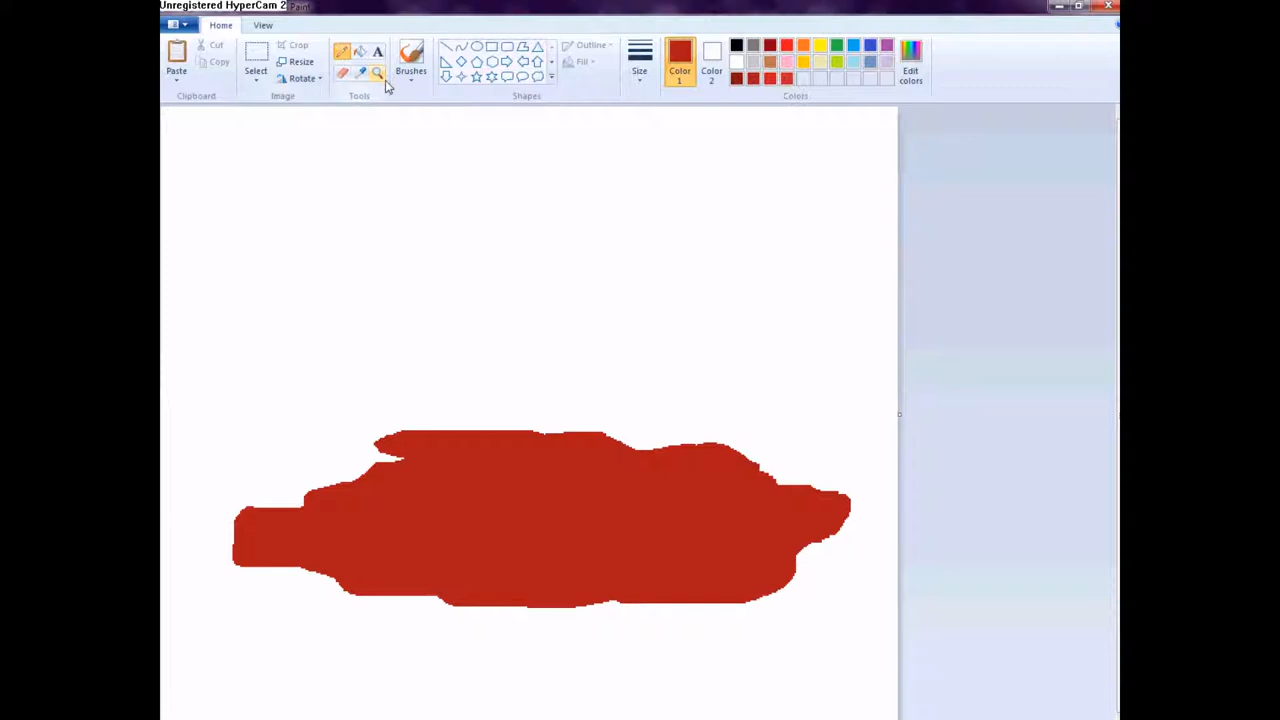 Unregistered HyperCam 2 Paint
Home View
Paste
Cut
Copy
Clipboard
Select
Crop
Resize
Rotate
Image
A
Tools
Brushes
Outline
Fill
Shapes
Size
Color 1
Color 2
Edit colors
Colors